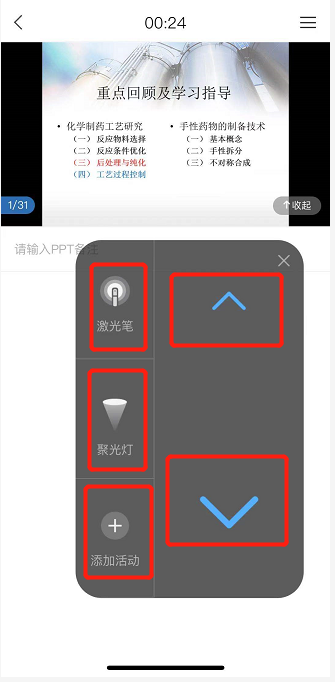 00:24
重点回顾及学习指导
• 化学制药工艺研究
（一） 反应物料选择
（二） 反应条件优化
（三） 后处理与纯化
（四） 工艺过程控制
• 手性药物的制备技术
（一） 基本概念
（二） 手性拆分
（三） 不对称合成
1/31
收起
请输入PPT备注
激光笔
聚光灯
添加活动